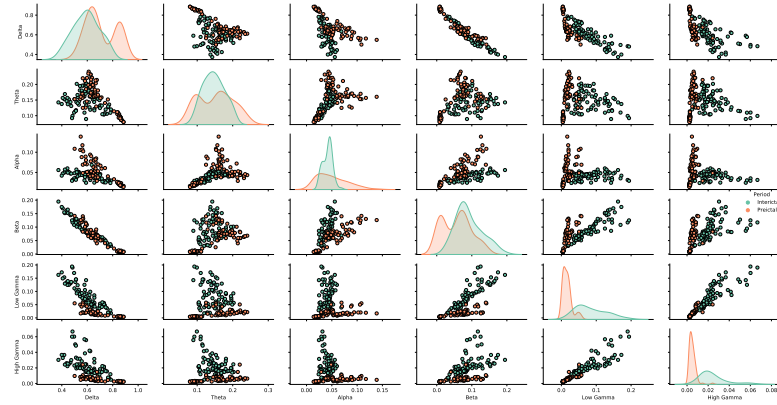 Delta
0.8
0.6
0.4
Theta
0.20
0.15
0.10
Alpha
0.10
0.05
Period
Interict
Preictal
Beta
0.20
0.15
0.10
0.05
0.00
Low Gamma
0.20
0.15
0.10
0.05
0.00
High Gamma
0.06
0.04
0.02
0.00
0.4 0.6 0.8 1.0
0.1 0.2 0.3
0.00 0.05 0.10 0.15
0.0 0.1 0.2
0.0 0.1 0.2
0.00 0.02 0.04 0.06 0.08
Delta Theta Alpha Beta Low Gamma High Gamma